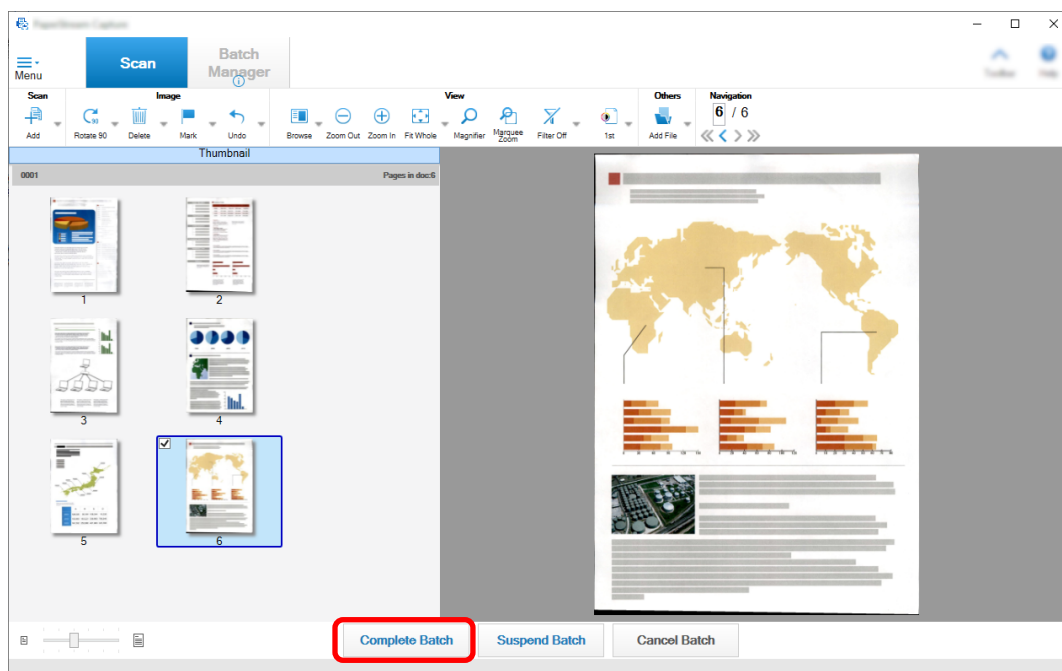 Menu
Scan
Batch
Manager
Scan
Image
View
Others
Navigation
6 / 6
Add
Rotate 90
Delete
Mark
Undo
Browse
Zoom Out
Zoom In
Fit Whole
Magnifier
Marquee
Zoom
Filter Off
1st
Add File
Thumbnail
0001
Pages in doc:6
1
2
3
4
5
6
Complete Batch
Suspend Batch
Cancel Batch